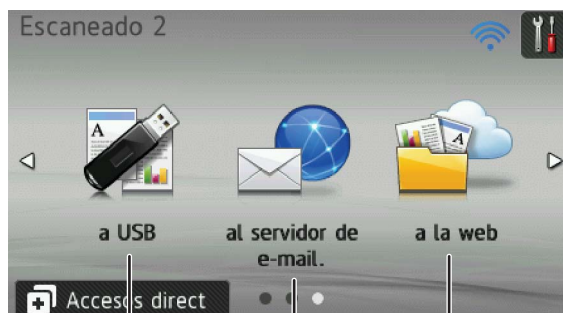 Escaneado 2
A
A
a USB
al servidor de
e-mail.
a la web
Accesos direct